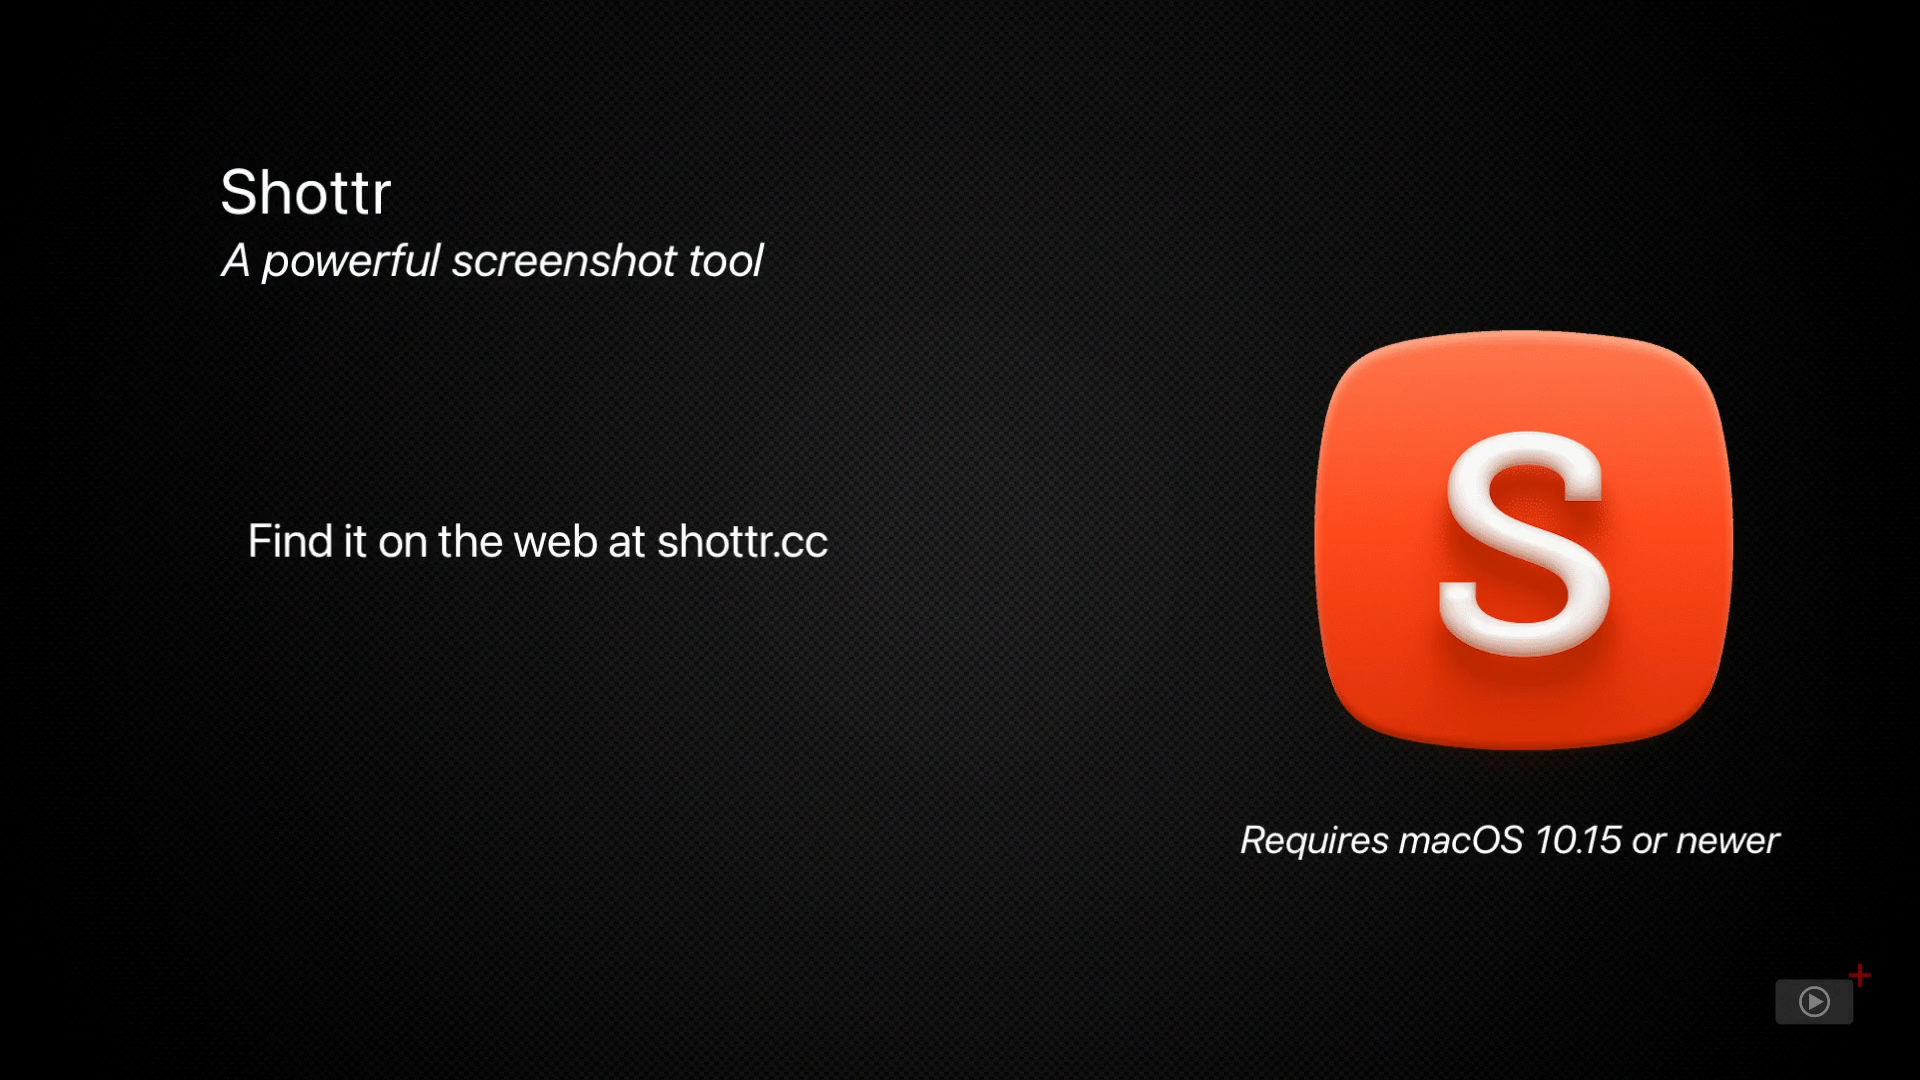 Shottr
A powerful screenshot tool
Find it on the web at shottr.cc
S
Requires macOS 10.15 or newer